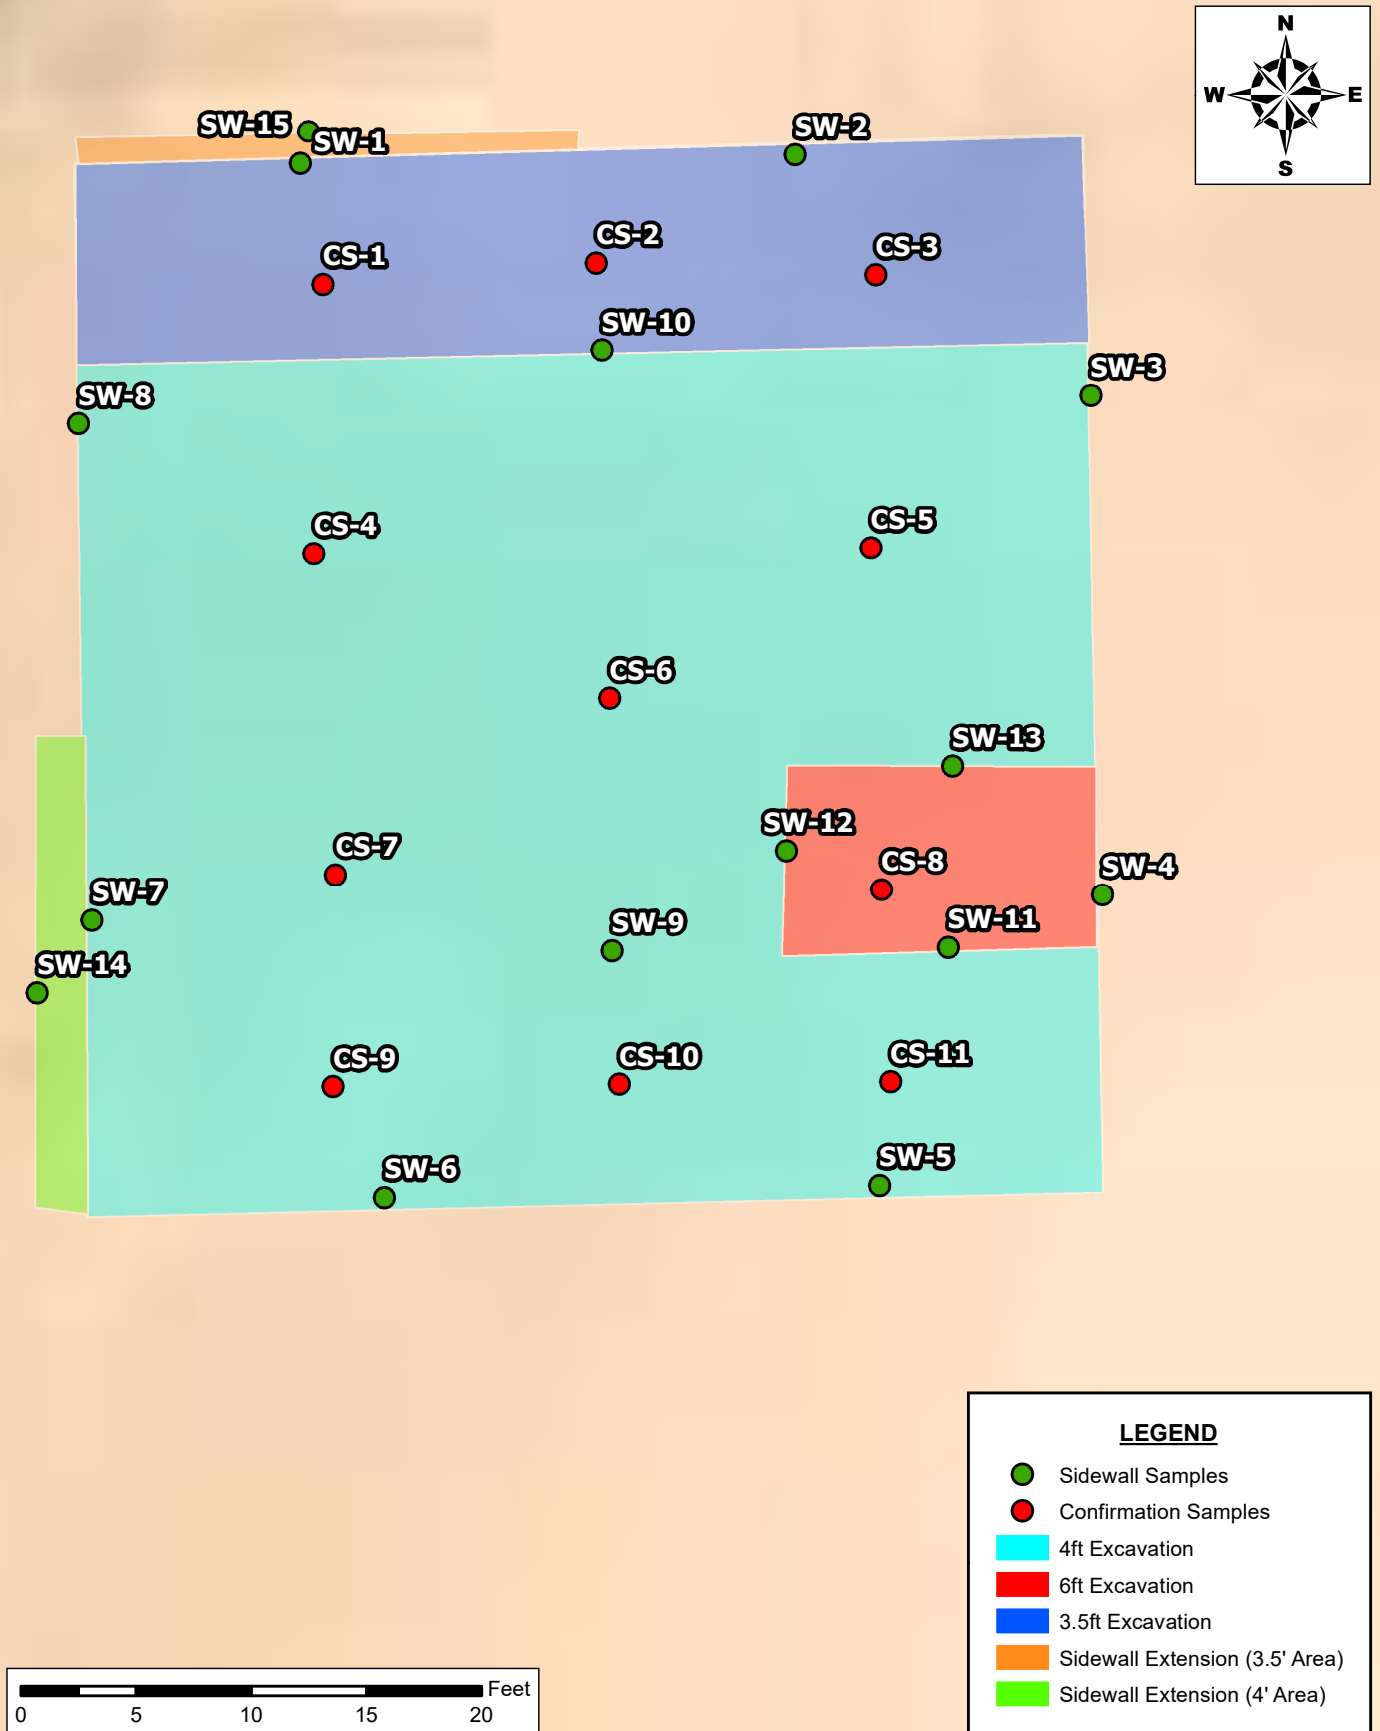 N
W E
S
SW-15
SW-1
SW-2
CS-1
CS-2
CS-3
SW-10
SW-3
SW-8
CS-4
CS-5
CS-6
SW-13
SW-12
CS-7
CS-8
SW-4
SW-7
SW-9
SW-11
SW-14
CS-9
CS-10
CS-11
SW-6
SW-5
LEGEND
Sidewall Samples
Confirmation Samples
4ft Excavation
6ft Excavation
3.5ft Excavation
Sidewall Extension (3.5' Area)
Sidewall Extension (4' Area)
Feet
0 5 10 15 20